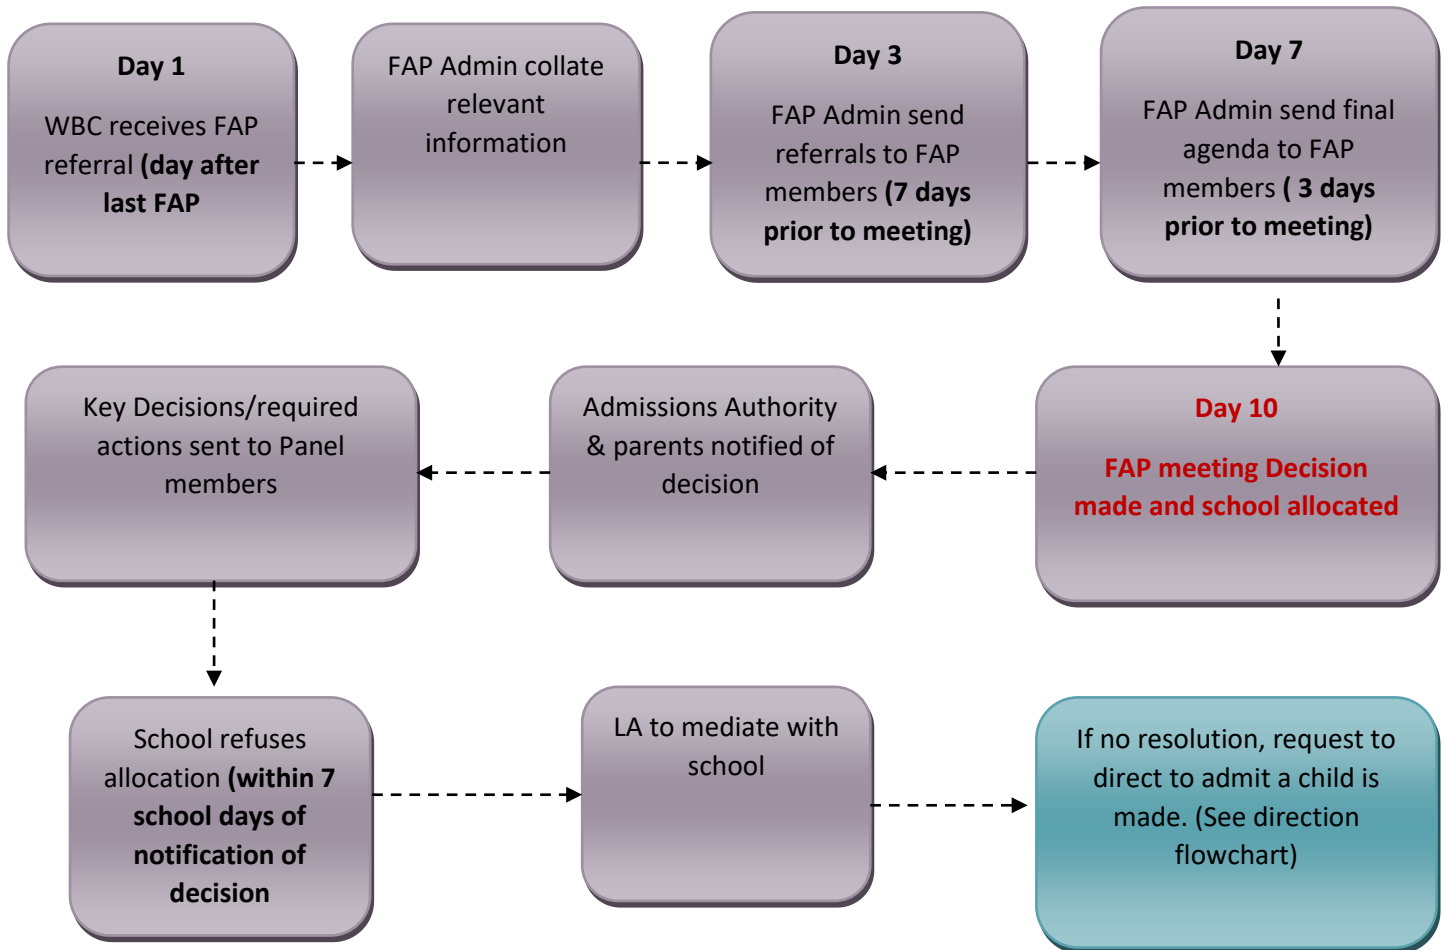 Day 1
WBC receives FAP
referral (day after
last FAP
FAP Admin collate
relevant
information
Day 3
FAP Admin send
referrals to FAP
members (7 days
prior to meeting)
Day 7
FAP Admin send final
agenda to FAP
members ( 3 days
prior to meeting)
Day 10
FAP meeting Decision
made and school allocated
Admissions Authority
& parents notified of
decision
Key Decisions/required
actions sent to Panel
members
School refuses
allocation (within 7
school days of
notification of
decision
LA to mediate with
school
If no resolution, request to
direct to admit a child is
made. (See direction
flowchart)